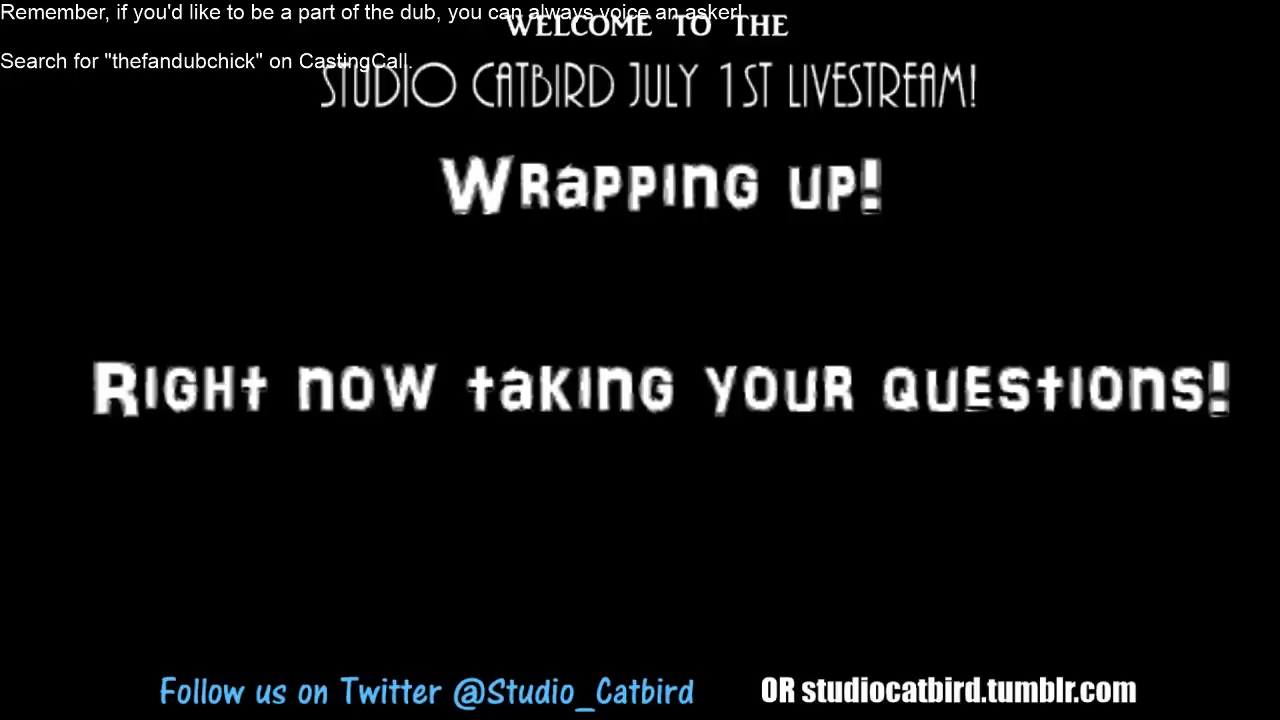 Remember, if you'd like to be a part of the dub, you can always voice an asker!
WELCOME TO THE
Search for "thefandubchick" on CastingCall.
STUDIO CATBIRD JULY 1ST LIVESTREAM!
Wrapping up!
Right now taking your questions!
Follow us on Twitter @Studio_Catbird OR studiocatbird.tumblr.com